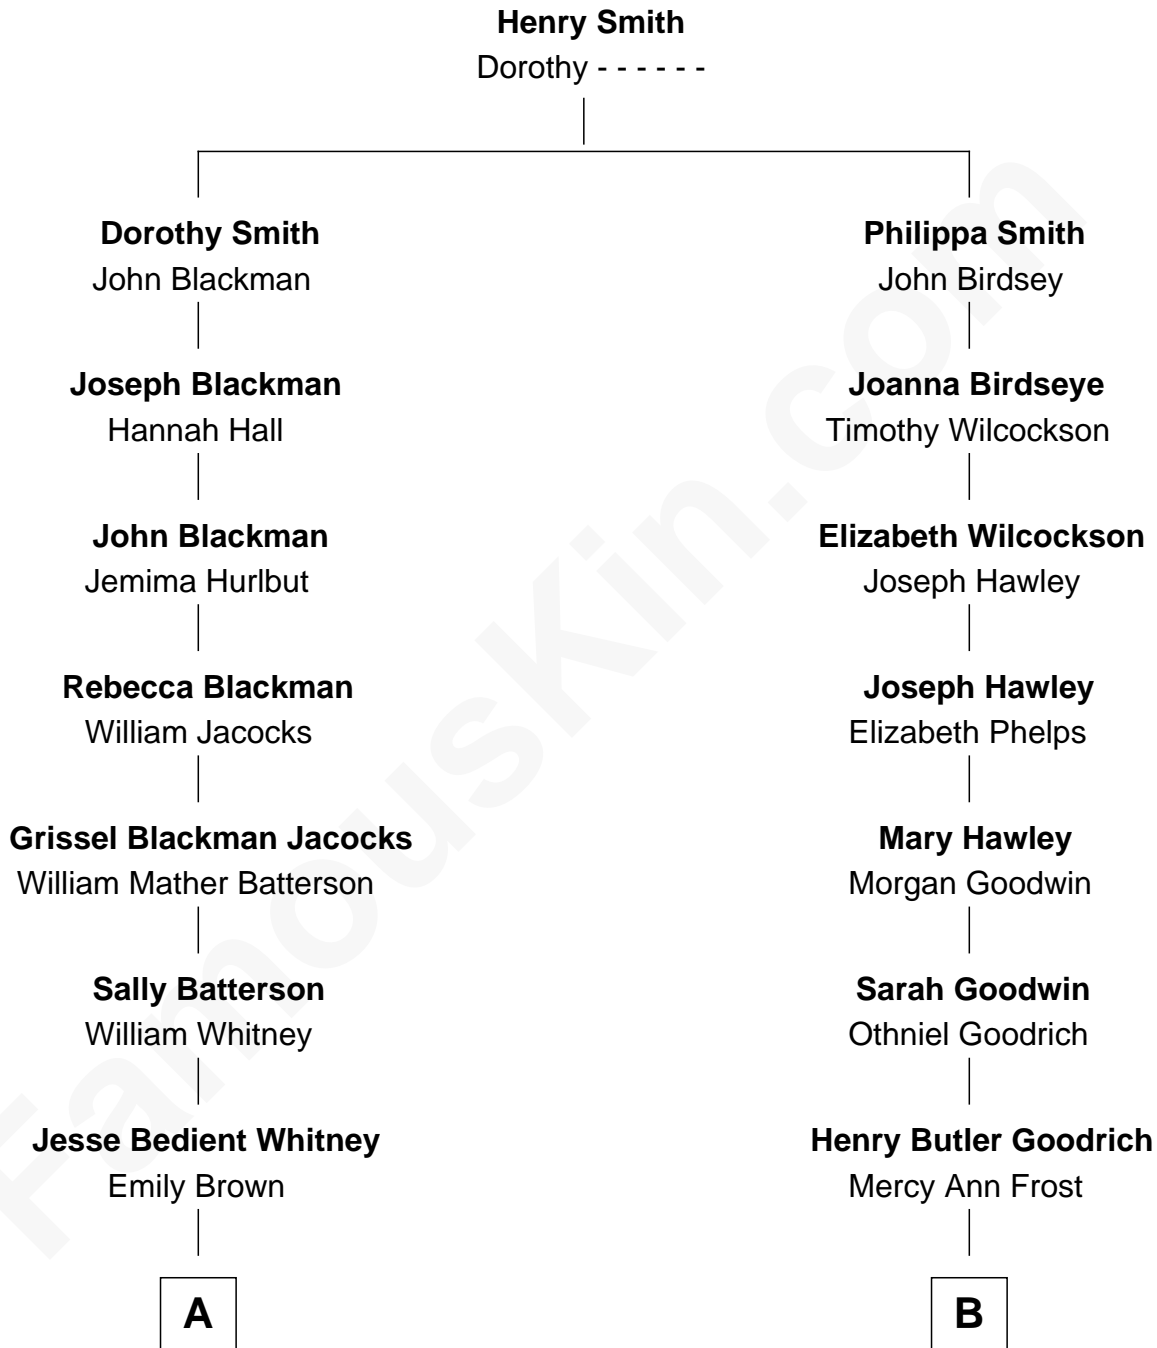 Henry Smith
Dorothy - - - - - -
Dorothy Smith
John Blackman
Philippa Smith
John Birdsey
Joseph Blackman
Hannah Hall
Joanna Birdseye
Timothy Wilcockson
John Blackman
Jemima Hurlbut
Elizabeth Wilcockson
Joseph Hawley
Rebecca Blackman
William Jacocks
Joseph Hawley
Elizabeth Phelps
Grissel Blackman Jacocks
William Mather Batterson
Mary Hawley
Morgan Goodwin
Sally Batterson
William Whitney
Sarah Goodwin
Othniel Goodrich
Jesse Bedient Whitney
Emily Brown
Henry Butler Goodrich
Mercy Ann Frost
A
B
FamousKin.com